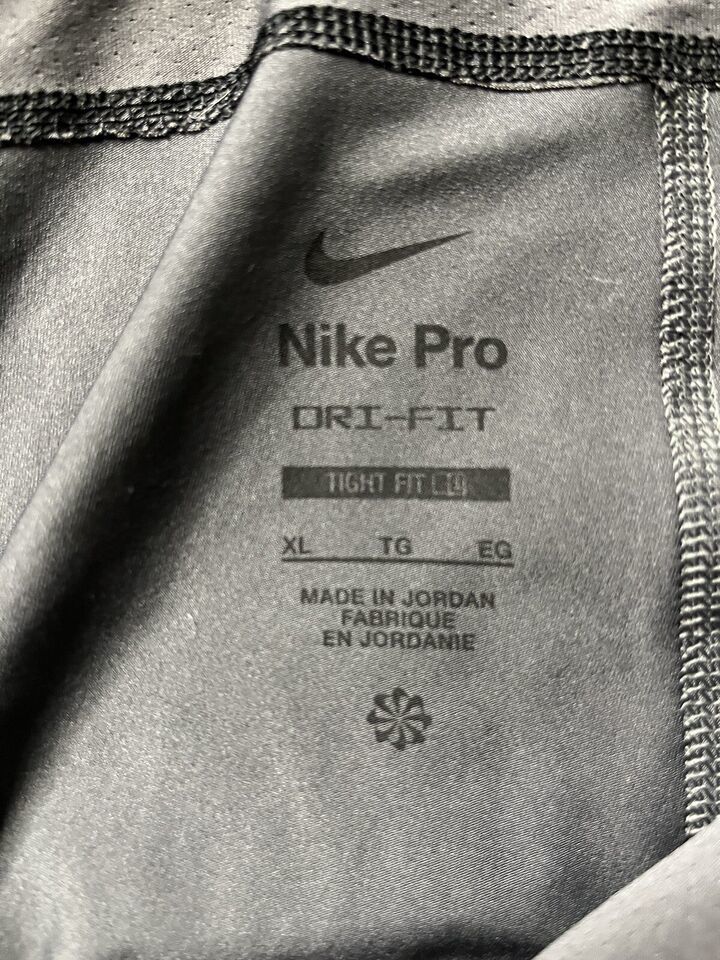 Nike Pro
DRI-FIT
TIGHT FIT
XL TG EG
MADE IN JORDAN
FABRIQUE
EN JORDANIE